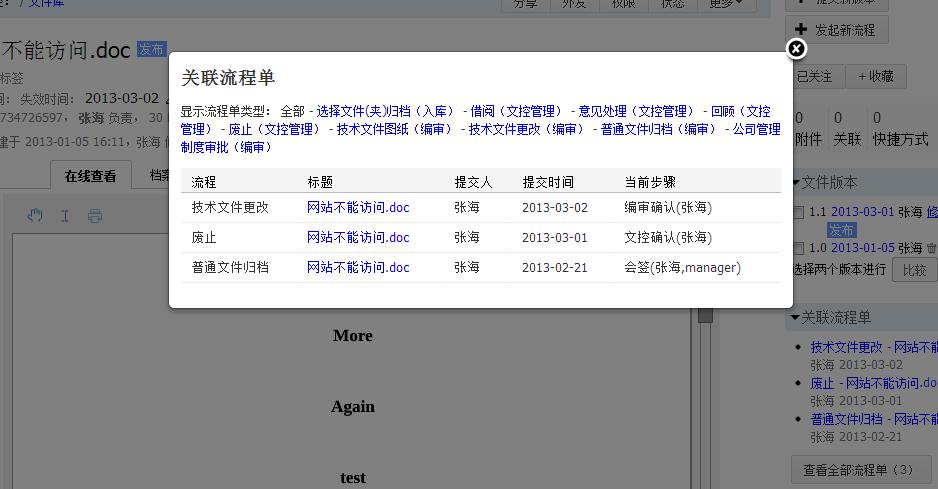 文件库
分享 外发 权限 状态 更多
发起新流程
不能访问.doc 发布
标签
失效时间： 2013-03-02
734726597， 张海 负责， 30
建于 2013-01-05 16:11，张海
已关注 + 收藏
0 0 0
附件 关联 快捷方式
在线查看
关联流程单
显示流程单类型： 全部 - 选择文件(夹)归档（入库） - 借阅（文控管理） - 意见处理（文控管理） - 回顾（文控
管理） - 废止（文控管理） - 技术文件图纸（编审） - 技术文件更改（编审） - 普通文件归档（编审） - 公司管理
制度审批（编审）
流程 标题 提交人 提交时间 当前步骤
技术文件更改 网站不能访问.doc 张海 2013-03-02 编审确认(张海)
废止 网站不能访问.doc 张海 2013-03-01 文控确认(张海)
普通文件归档 网站不能访问.doc 张海 2013-02-21 会签(张海,manager)
More
Again
test
文件版本
1.1 2013-03-01 张海
发布
1.0 2013-01-05 张海
选择两个版本进行 比较
关联流程单
技术文件更改 - 网站不能
张海 2013-03-02
废止 - 网站不能访问.do
张海 2013-03-01
普通文件归档 - 网站不能
张海 2013-02-21
查看全部流程单（3）